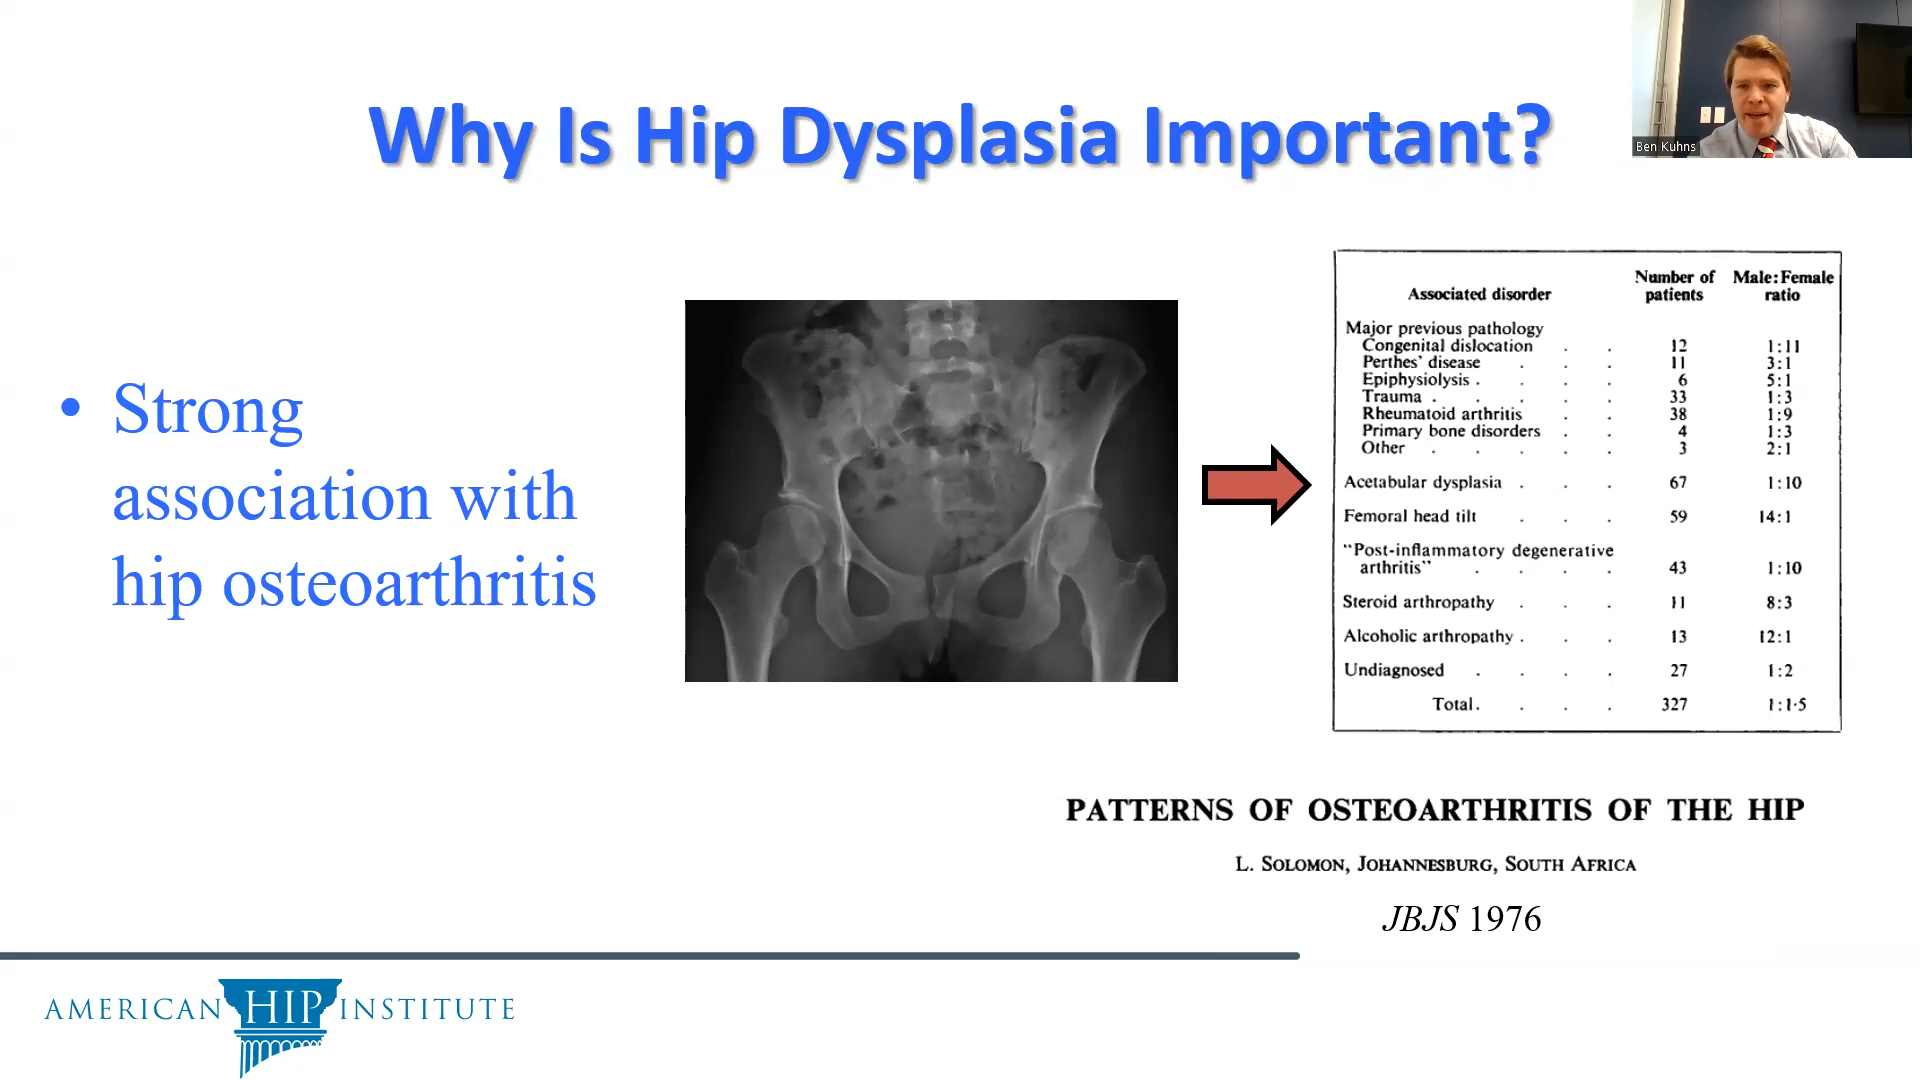 Why Is Hip Dysplasia Important?
Ben Kuhns
• Strong
association with
hip osteoarthritis
Associated disorder Number of patients Male:Female ratio
Major previous pathology
Congenital dislocation . . 12 1:11
Perthes' disease . . . 11 3:1
Epiphysiolysis . . . . 6 5:1
Trauma . . . . . 33 1:3
Rheumatoid arthritis . . 38 1:9
Primary bone disorders . . 4 1:3
Other . . . . . 3 2:1
Acetabular dysplasia . . . 67 1:10
Femoral head tilt . . . 59 14:1
"Post-inflammatory degenerative
arthritis" . . . . 43 1:10
Steroid arthropathy . . . 11 8:3
Alcoholic arthropathy . . . 13 12:1
Undiagnosed . . . . 27 1:2
Total . . . . 327 1:1·5
PATTERNS OF OSTEOARTHRITIS OF THE HIP
L. SOLOMON, JOHANNESBURG, SOUTH AFRICA
JBJS 1976
AMERICAN HIP INSTITUTE